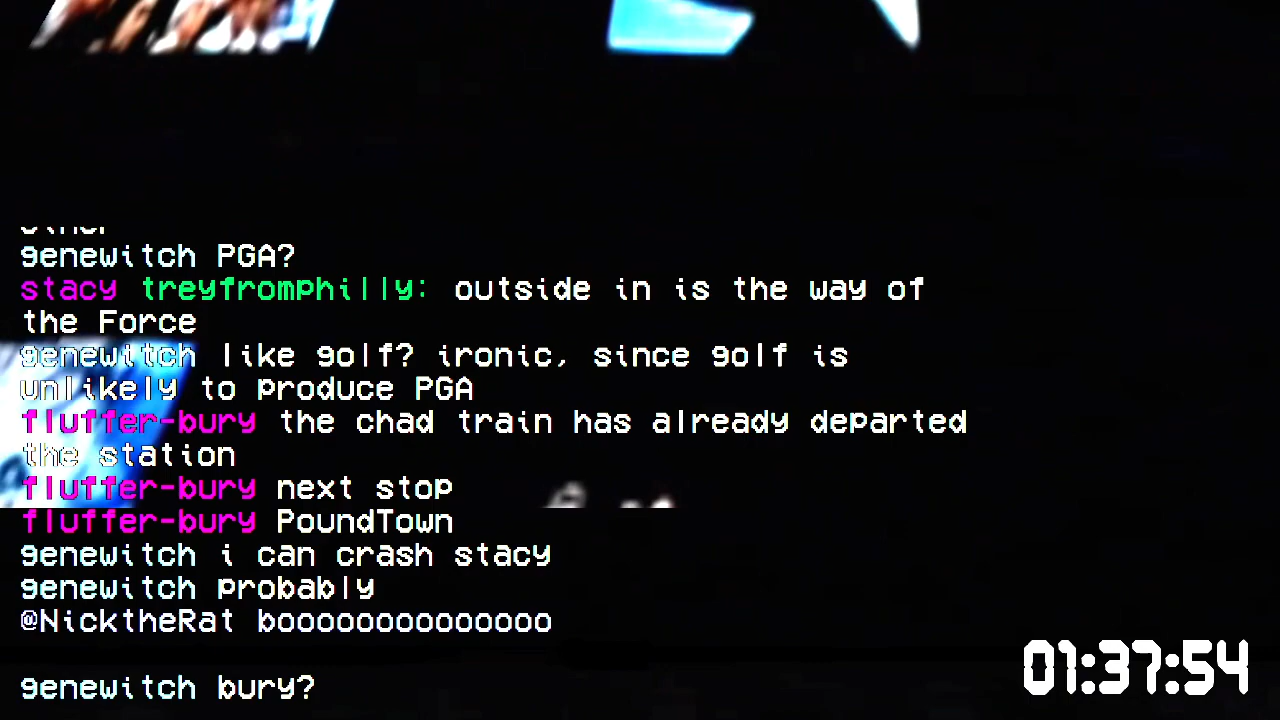 other
genewitch PGA?
stacy treyfromphilly: outside in is the way of
the Force
genewitch like golf? ironic, since golf is
unlikely to produce PGA
fluffer-bury the chad train has already departed
the station
fluffer-bury next stop
fluffer-bury PoundTown
genewitch i can crash stacy
genewitch probably
@NicktheRat boooooooooooooo
genewitch bury?
01:37:54